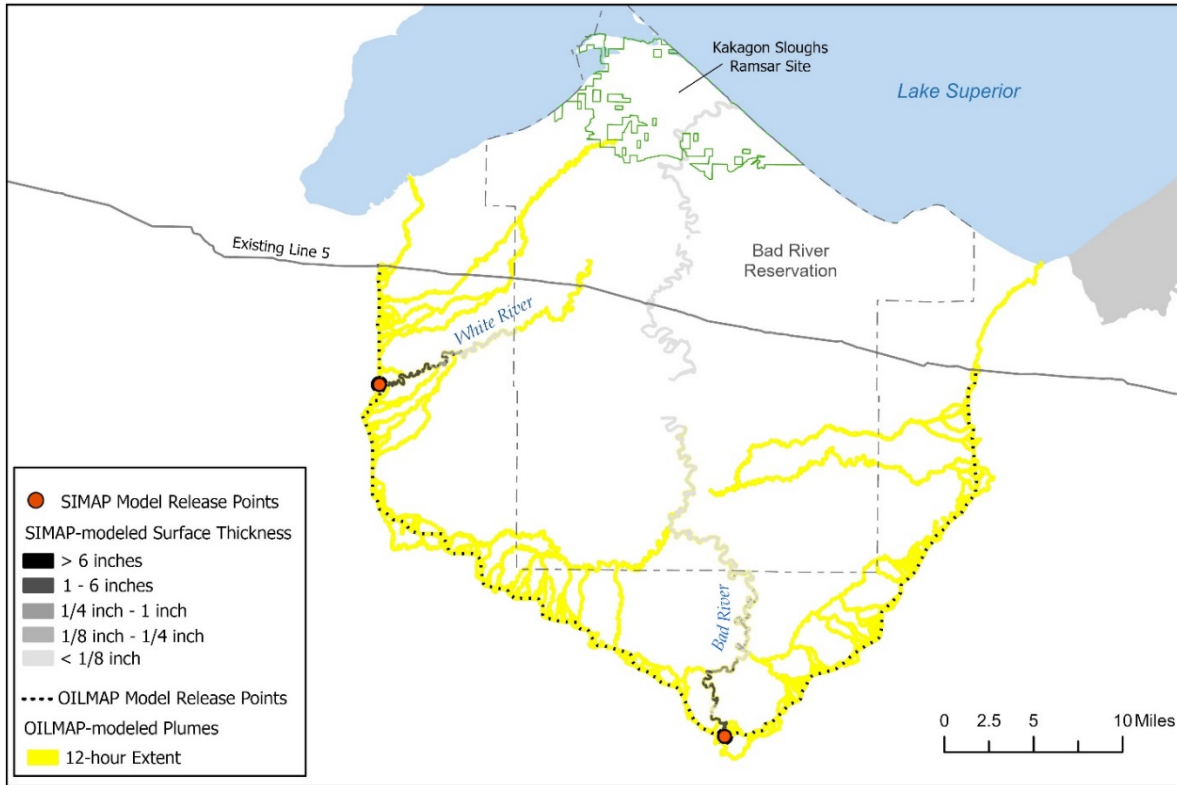 Kakagon Sloughs
Ramsar Site
Lake Superior
Existing Line 5
Bad River
Reservation
White River
Bad River
SIMAP Model Release Points
SIMAP-modeled Surface Thickness
> 6 inches
1 - 6 inches
1/4 inch - 1 inch
1/8 inch - 1/4 inch
< 1/8 inch
OILMAP Model Release Points
OILMAP-modeled Plumes
12-hour Extent
0 2.5 5 10 Miles